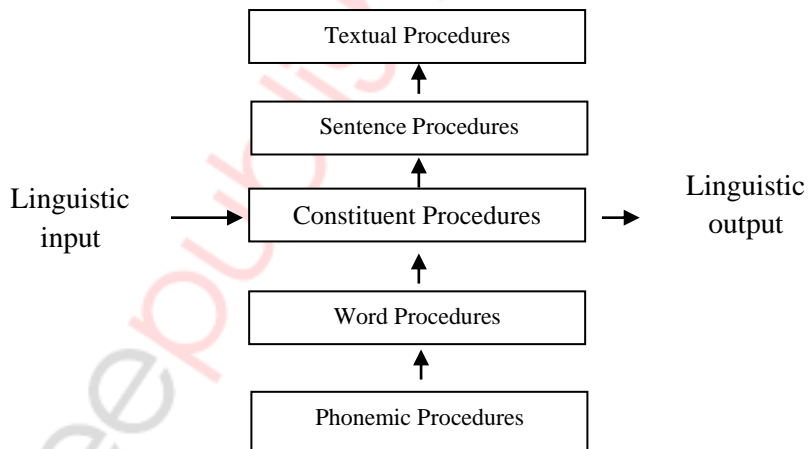 Textual Procedures
Sentence Procedures
Linguistic
input
Constituent Procedures
Linguistic
output
Word Procedures
Phonemic Procedures